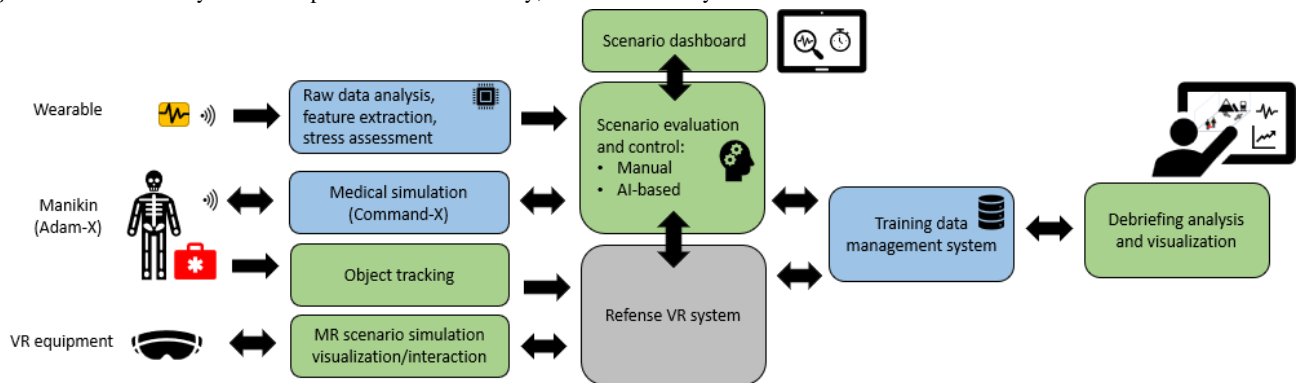 Scenario dashboard
Wearable
Raw data analysis,
feature extraction,
stress assessment
Scenario evaluation
and control:
• Manual
• AI-based
Manikin
(Adam-X)
Medical simulation
(Command-X)
Training data
management system
Debriefing analysis
and visualization
Object tracking
Refense VR system
VR equipment
MR scenario simulation
visualization/interaction